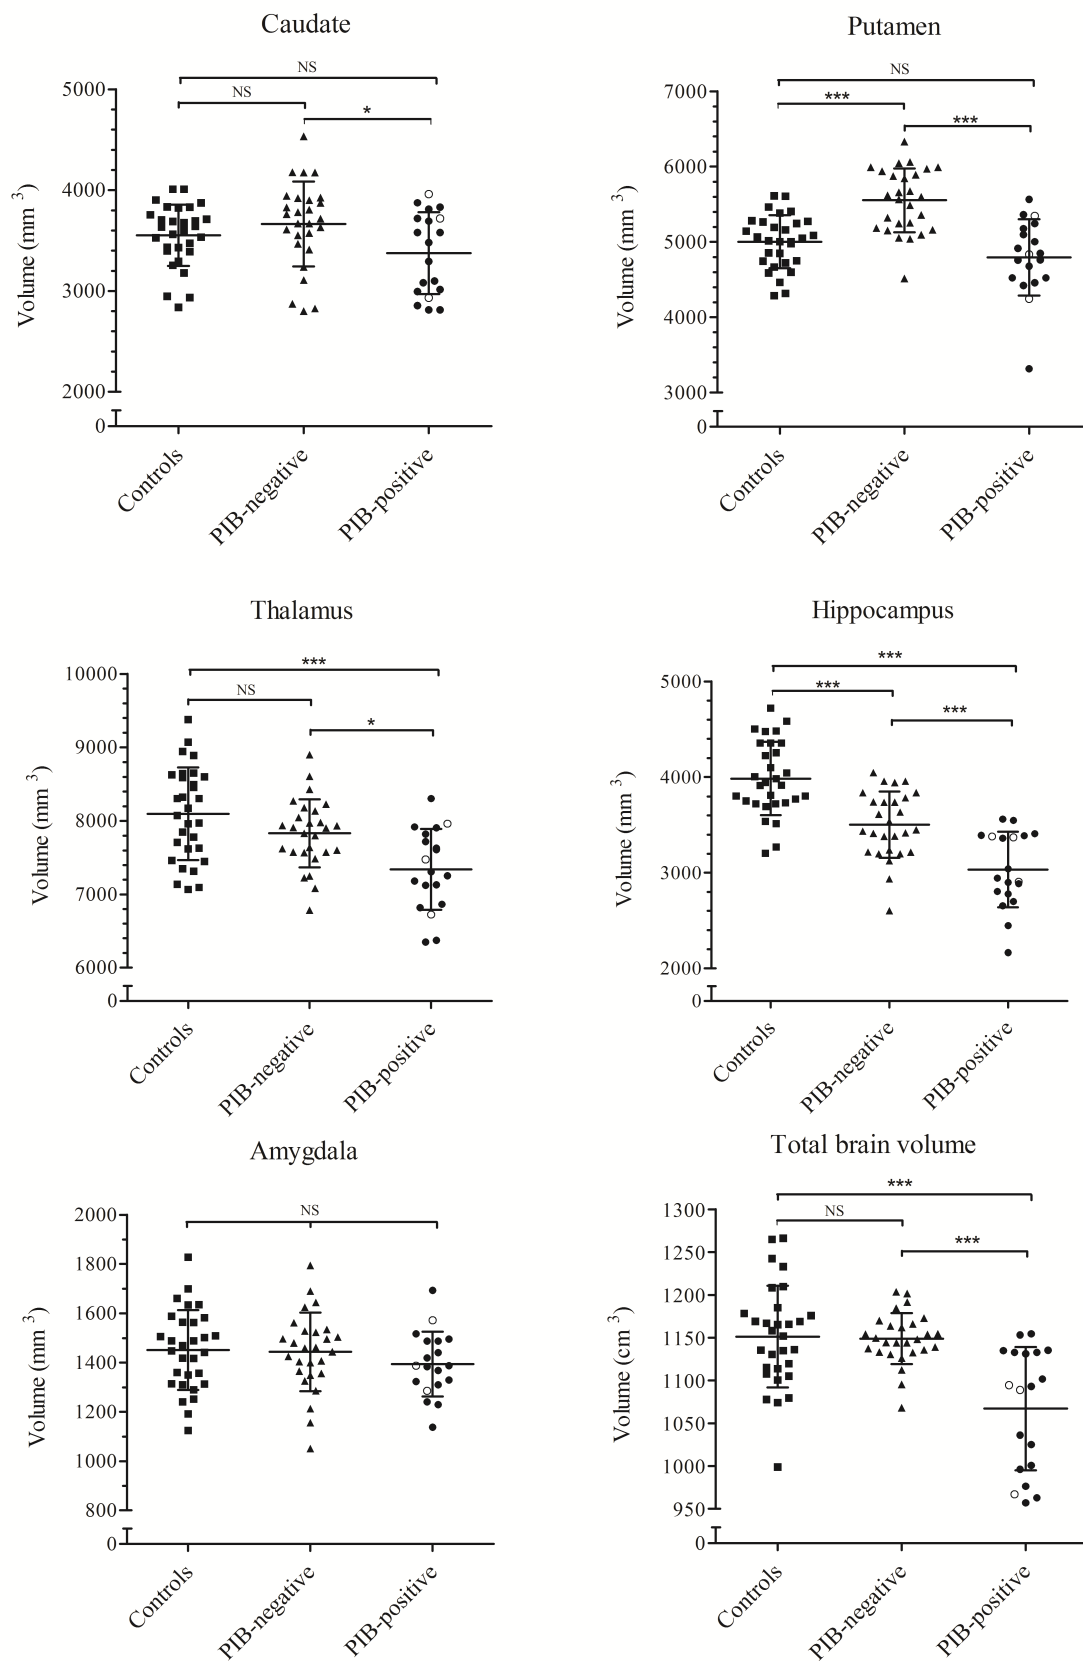 Caudate
NS
NS
*
5000
4000
3000
2000
0
Volume (mm 3)
Controls
PIB-negative
PIB-positive
Putamen
NS
***
***
7000
6000
5000
4000
3000
0
Volume (mm 3)
Controls
PIB-negative
PIB-positive
Thalamus
***
NS
*
10000
9000
8000
7000
6000
0
Volume (mm 3)
Controls
PIB-negative
PIB-positive
Hippocampus
***
***
***
5000
4000
3000
2000
0
Volume (mm 3)
Controls
PIB-negative
PIB-positive
Amygdala
NS
2000
1800
1600
1400
1200
1000
800
0
Volume (mm3)
Controls
PIB-negative
PIB-positive
Total brain volume
***
NS
***
1300
1250
1200
1150
1100
1050
1000
950
0
Volume (cm 3)
Controls
PIB-negative
PIB-positive